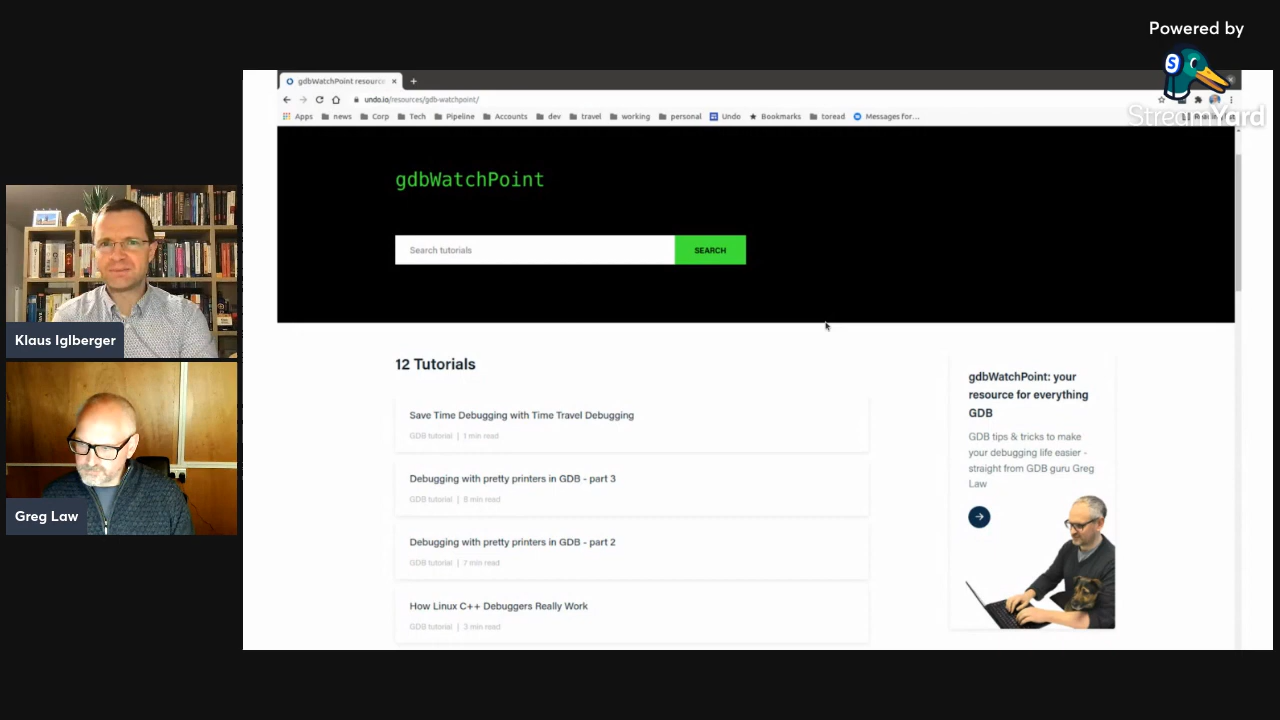 Powered by
StreamYard
gdbWatchPoint resource
undo.io/resources/gdb-watchpoint/
Apps news Corp Tech Pipeline Accounts dev travel working personal Undo Bookmarks toread Messages for...
gdbWatchPoint
Search tutorials SEARCH
12 Tutorials
Save Time Debugging with Time Travel Debugging
GDB tutorial | 1 min read
Debugging with pretty printers in GDB - part 3
GDB tutorial | 8 min read
Debugging with pretty printers in GDB - part 2
GDB tutorial | 7 min read
How Linux C++ Debuggers Really Work
GDB tutorial | 3 min read
gdbWatchPoint: your
resource for everything
GDB
GDB tips & tricks to make
your debugging life easier -
straight from GDB guru Greg
Law
Klaus Iglberger
Greg Law